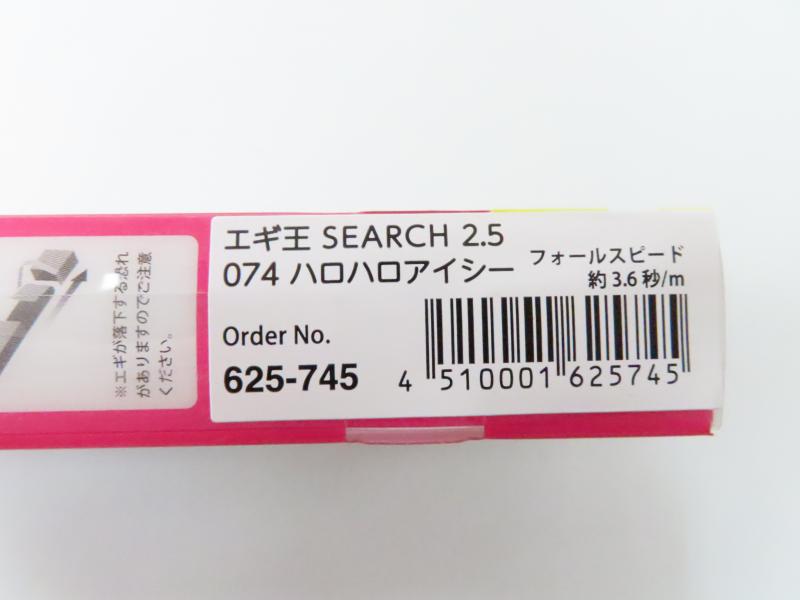 エギ王 SEARCH 2.5
074 ハロハロアイシー
フォールスピード
約 3.6 秒/m
Order No.
625-745
4 510001 625745
※エギが落下する恐れ
がありますのでご注意
ください。